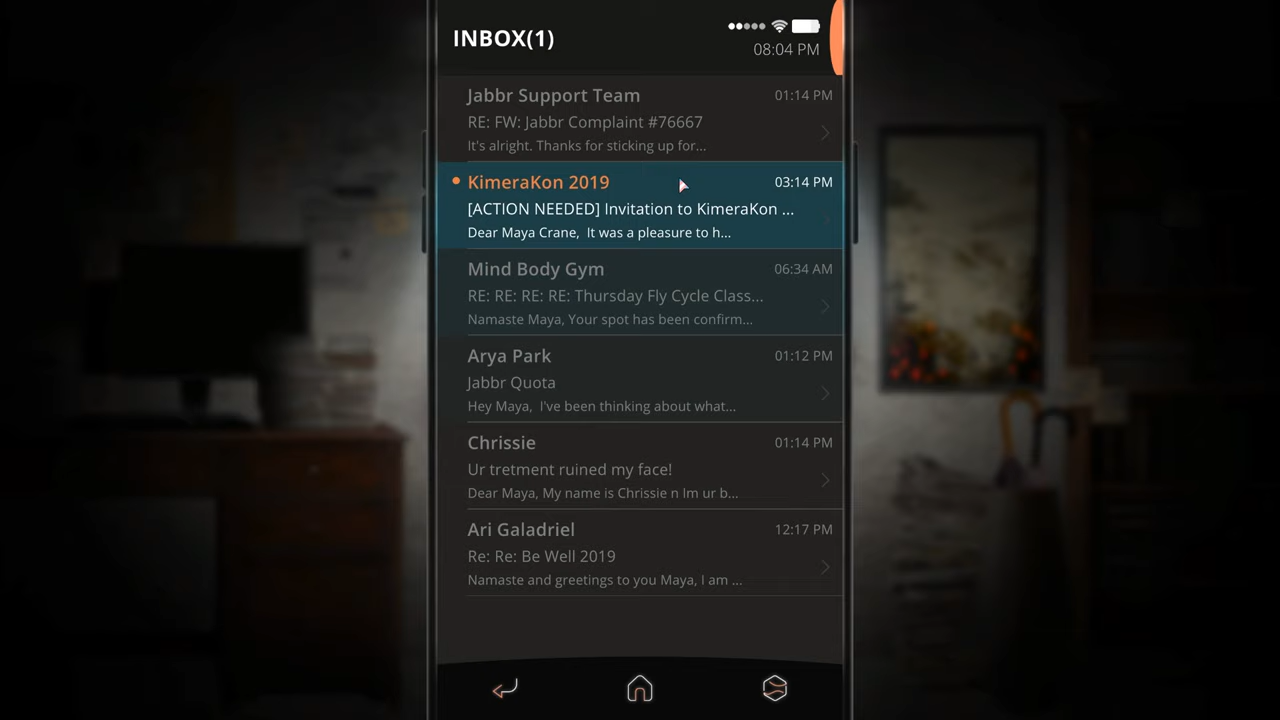 INBOX(1)
08:04 PM
Jabbr Support Team
01:14 PM
RE: FW: Jabbr Complaint #76667
It's alright. Thanks for sticking up for...
KimeraKon 2019
03:14 PM
[ACTION NEEDED] Invitation to KimeraKon ...
Dear Maya Crane,  It was a pleasure to h...
Mind Body Gym
06:34 AM
RE: RE: RE: RE: Thursday Fly Cycle Class...
Namaste Maya, Your spot has been confirm...
Arya Park
01:12 PM
Jabbr Quota
Hey Maya,  I've been thinking about what...
Chrissie
01:14 PM
Ur tretment ruined my face!
Dear Maya, My name is Chrissie n Im ur b...
Ari Galadriel
12:17 PM
Re: Re: Be Well 2019
Namaste and greetings to you Maya, I am ...